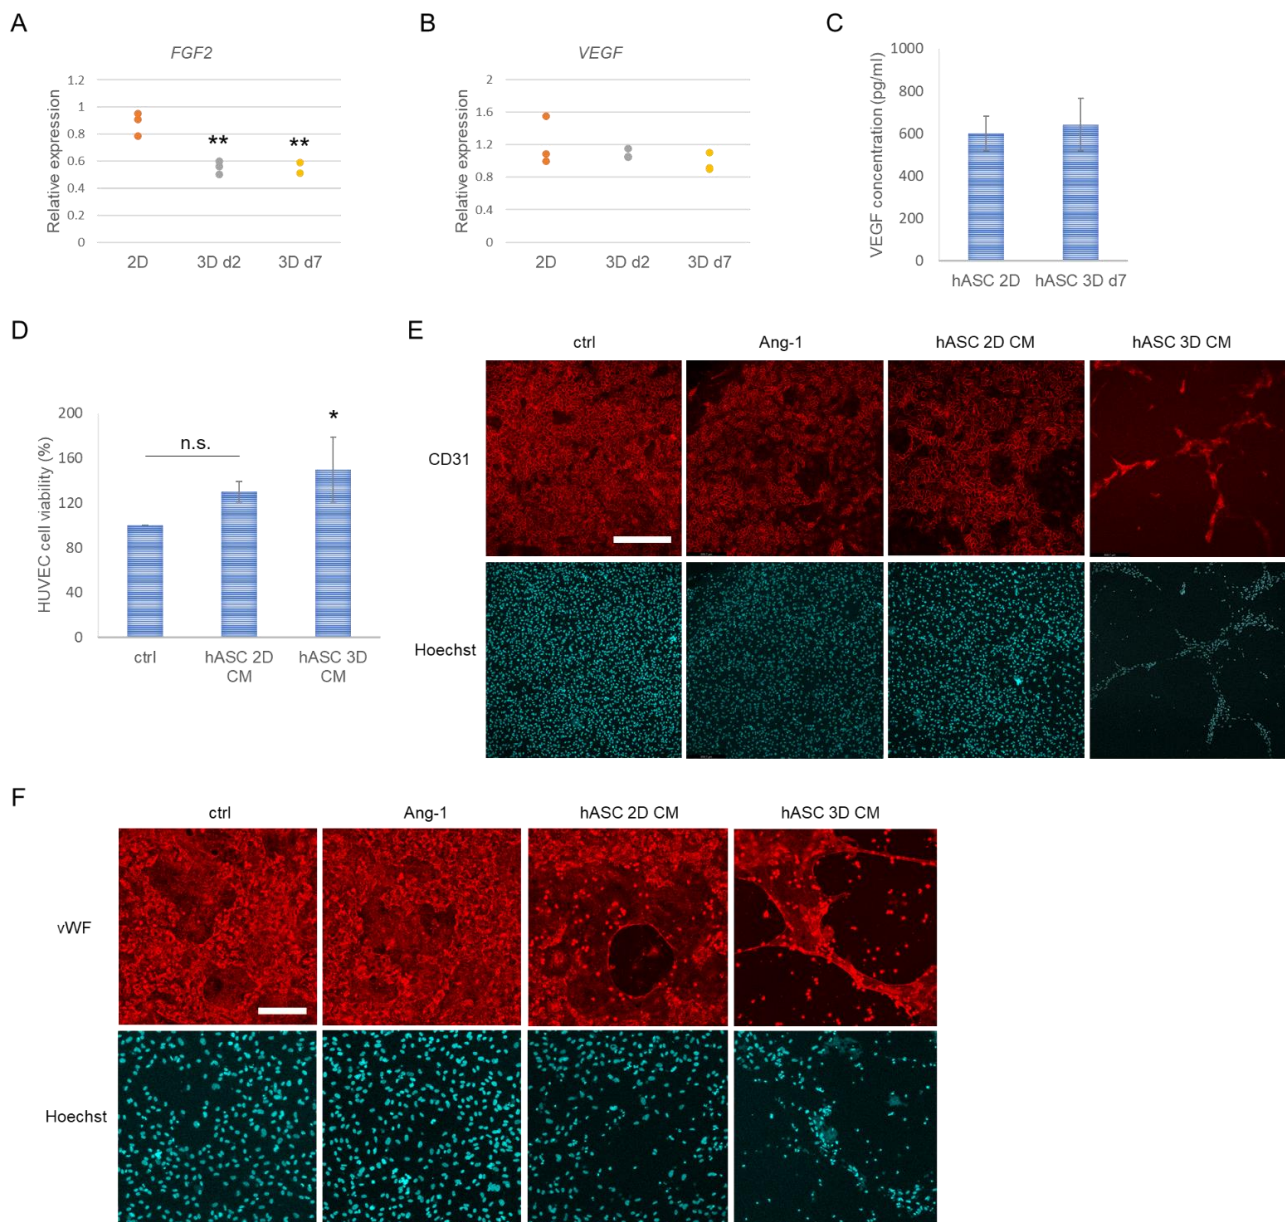 A
FGF2
Relative expression
1.2
1
0.8
0.6
0.4
0.2
0
** **
2D 3D d2 3D d7
B
VEGF
Relative expression
2
1.6
1.2
0.8
0.4
0
2D 3D d2 3D d7
C
VEGF concentration (pg/ml)
1000
800
600
400
200
0
hASC 2D hASC 3D d7
D
HUVEC cell viability (%)
200
160
120
80
40
0
n.s.
*
ctrl hASC 2D hASC 3D
CM CM
E
ctrl Ang-1 hASC 2D CM hASC 3D CM
CD31
Hoechst
F
ctrl Ang-1 hASC 2D CM hASC 3D CM
vWF
Hoechst